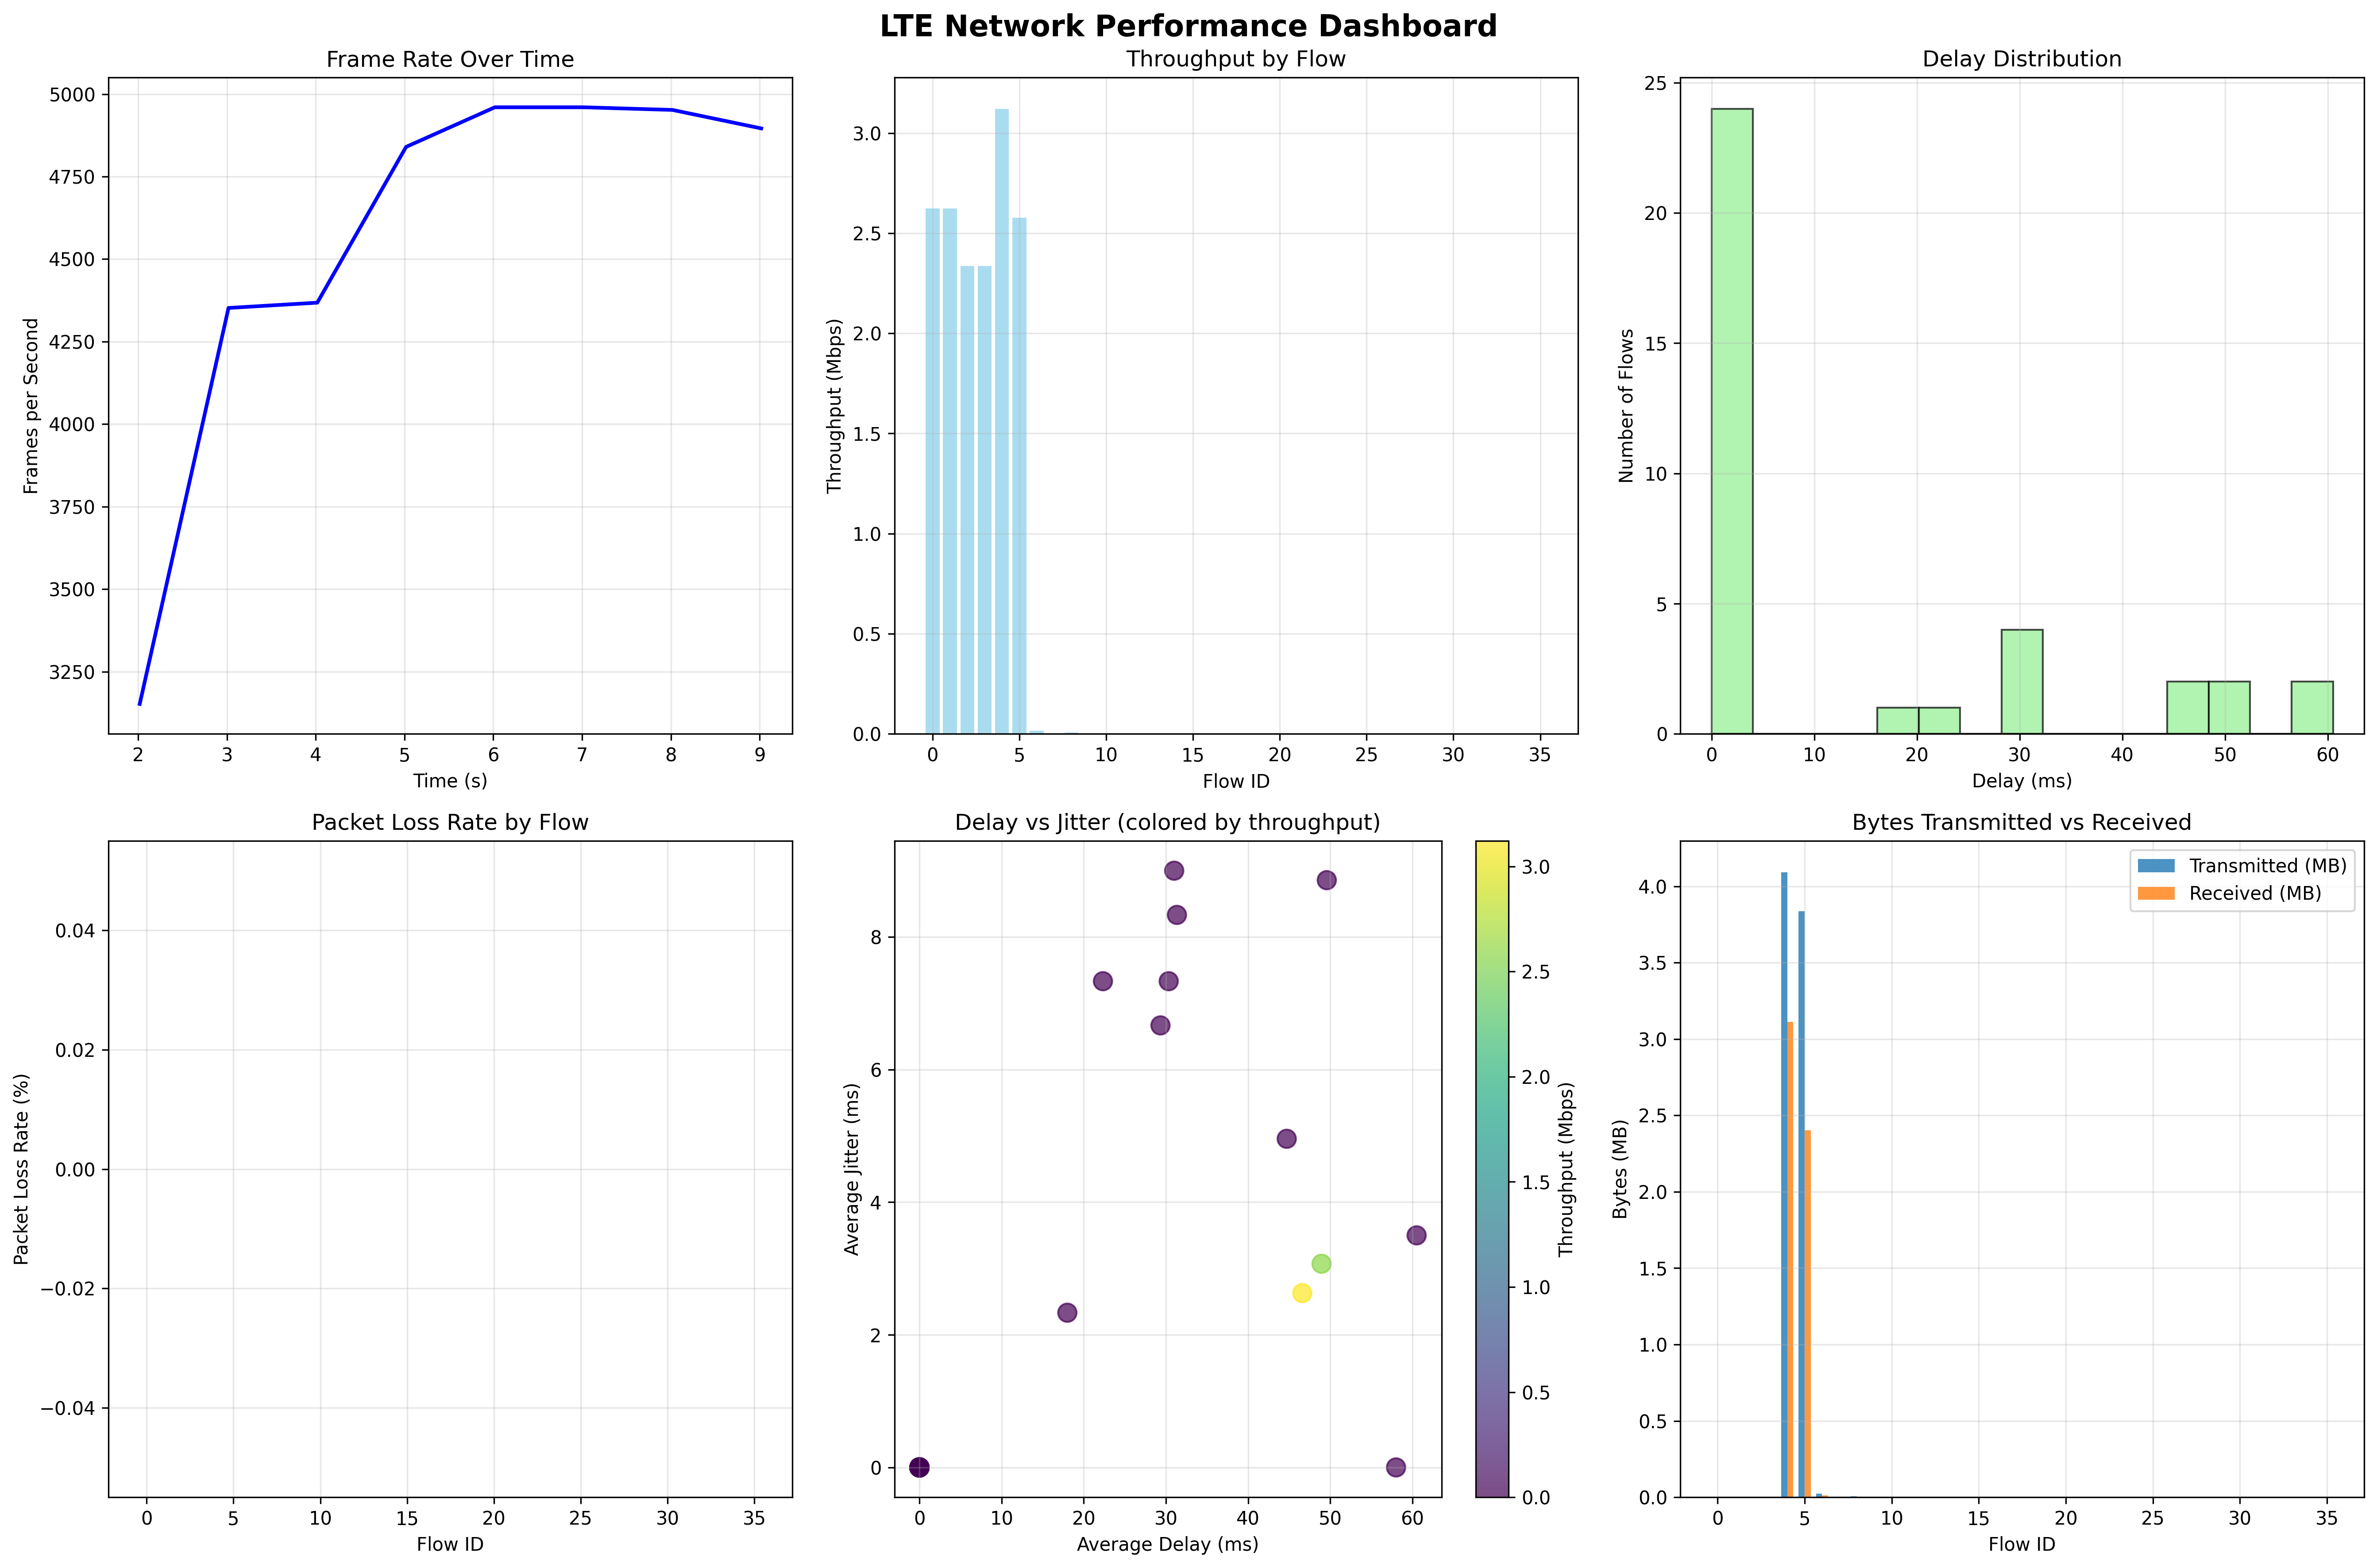 LTE Network Performance Dashboard
Frame Rate Over Time
5000
4750
4500
4250
4000
3750
3500
3250
Frames per Second
2 3 4 5 6 7 8 9
Time (s)
Throughput by Flow
3.0
2.5
2.0
1.5
1.0
0.5
0.0
Throughput (Mbps)
0 5 10 15 20 25 30 35
Flow ID
Delay Distribution
25
20
15
10
5
0
Number of Flows
0 10 20 30 40 50 60
Delay (ms)
Packet Loss Rate by Flow
0.04
0.02
0.00
−0.02
−0.04
Packet Loss Rate (%)
0 5 10 15 20 25 30 35
Flow ID
Delay vs Jitter (colored by throughput)
8
6
4
2
0
Average Jitter (ms)
0 10 20 30 40 50 60
Average Delay (ms)
3.0
2.5
2.0
1.5
1.0
0.5
0.0
Throughput (Mbps)
Bytes Transmitted vs Received
Transmitted (MB)
Received (MB)
4.0
3.5
3.0
2.5
2.0
1.5
1.0
0.5
0.0
Bytes (MB)
0 5 10 15 20 25 30 35
Flow ID